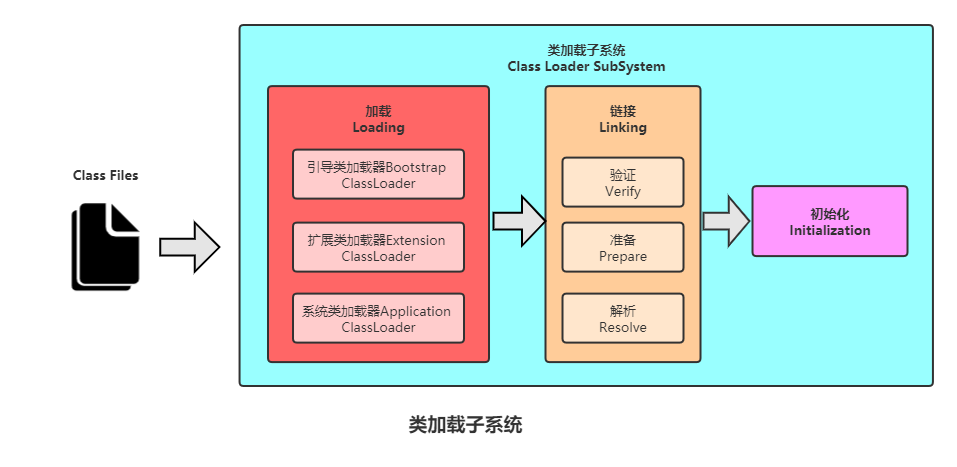 类加载子系统
Class Loader SubSystem
加载
Loading
引导类加载器Bootstrap
ClassLoader
扩展类加载器Extension
ClassLoader
系统类加载器Application
ClassLoader
链接
Linking
验证
Verify
准备
Prepare
解析
Resolve
初始化
Initialization
Class Files
类加载子系统